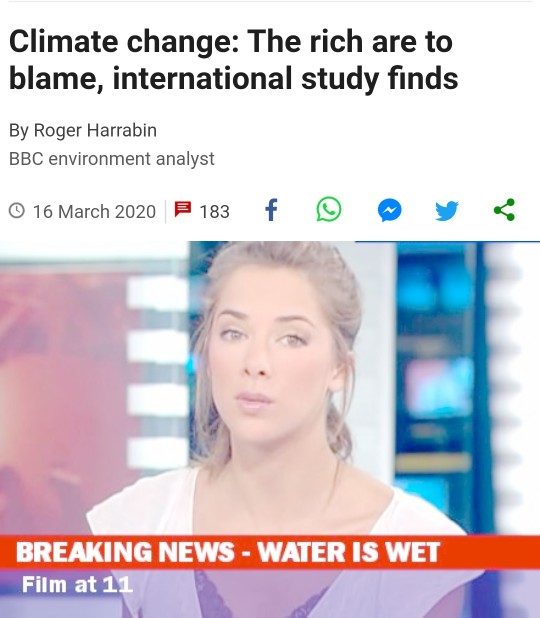 Climate change: The rich are to
blame, international study finds
By Roger Harrabin
BBC environment analyst
16 March 2020
183
BREAKING NEWS - WATER IS WET
Film at 11